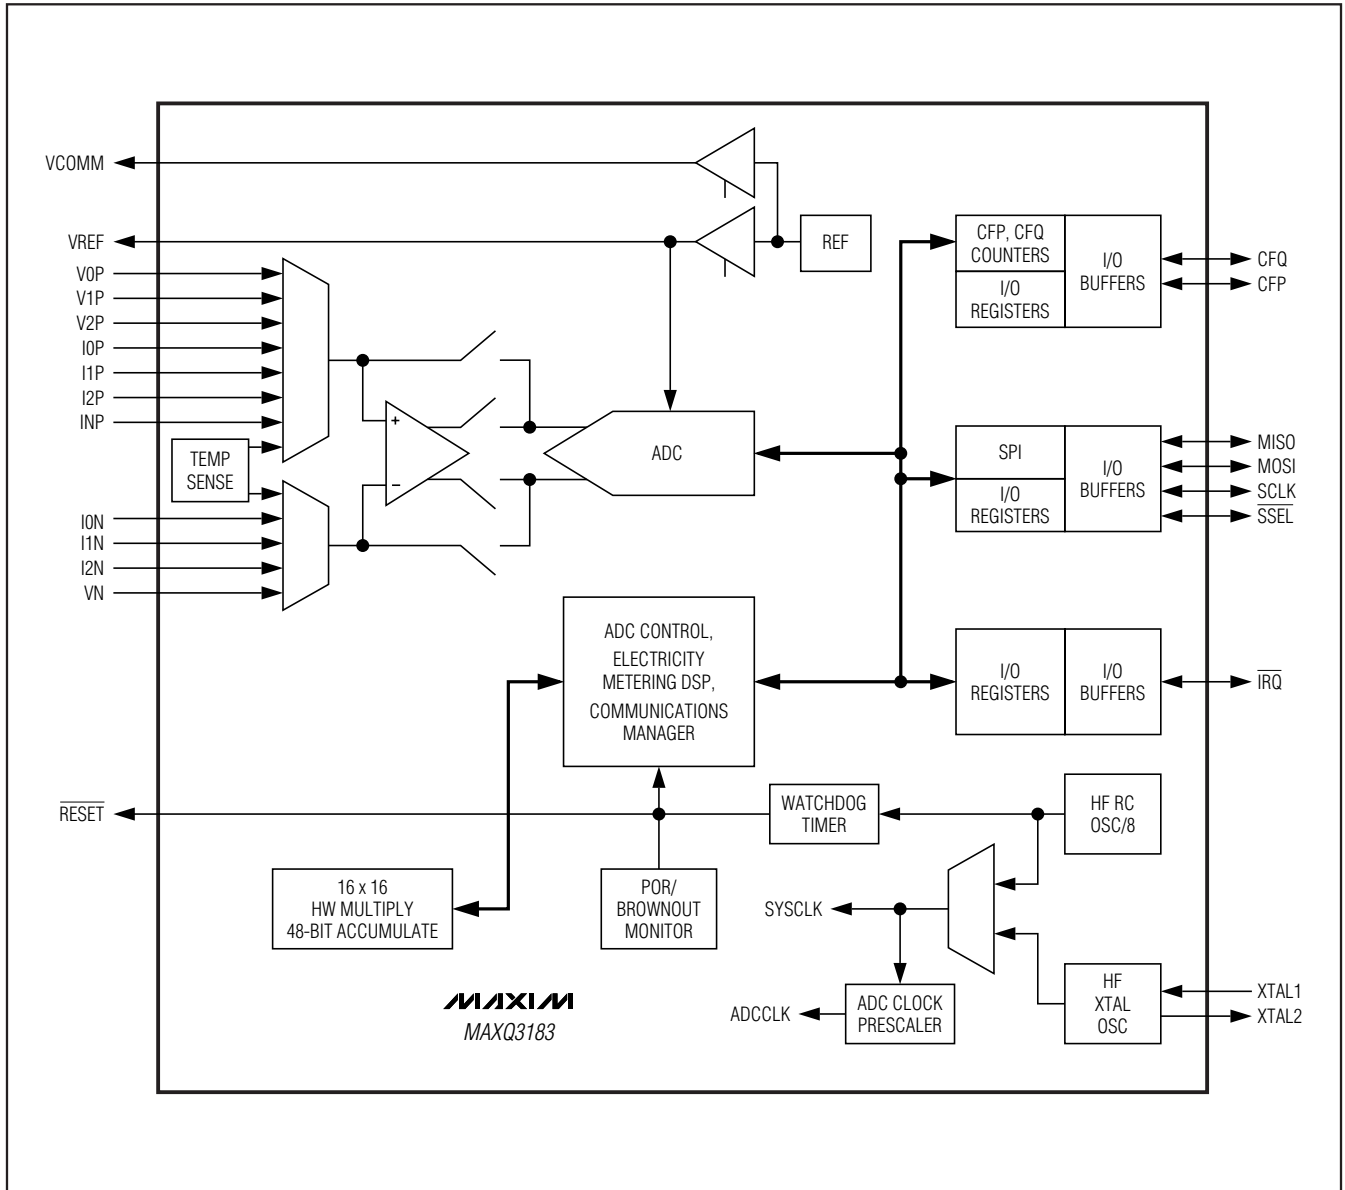 VCOMM
VREF
REF
V0P
V1P
V2P
I0P
I1P
I2P
INP
TEMP
SENSE
I0N
I1N
I2N
VN
+
−
ADC
CFP, CFQ
COUNTERS
I/O
REGISTERS
I/O
BUFFERS
CFQ
CFP
SPI
I/O
REGISTERS
I/O
BUFFERS
MISO
MOSI
SCLK
SSEL
ADC CONTROL,
ELECTRICITY
METERING DSP,
COMMUNICATIONS
MANAGER
I/O
REGISTERS
I/O
BUFFERS
IRQ
RESET
WATCHDOG
TIMER
HF RC
OSC/8
16 x 16
HW MULTIPLY
48-BIT ACCUMULATE
POR/
BROWNOUT
MONITOR
SYSCLK
ADCCLK
ADC CLOCK
PRESCALER
HF
XTAL
OSC
XTAL1
XTAL2
MAXIM
MAXQ3183